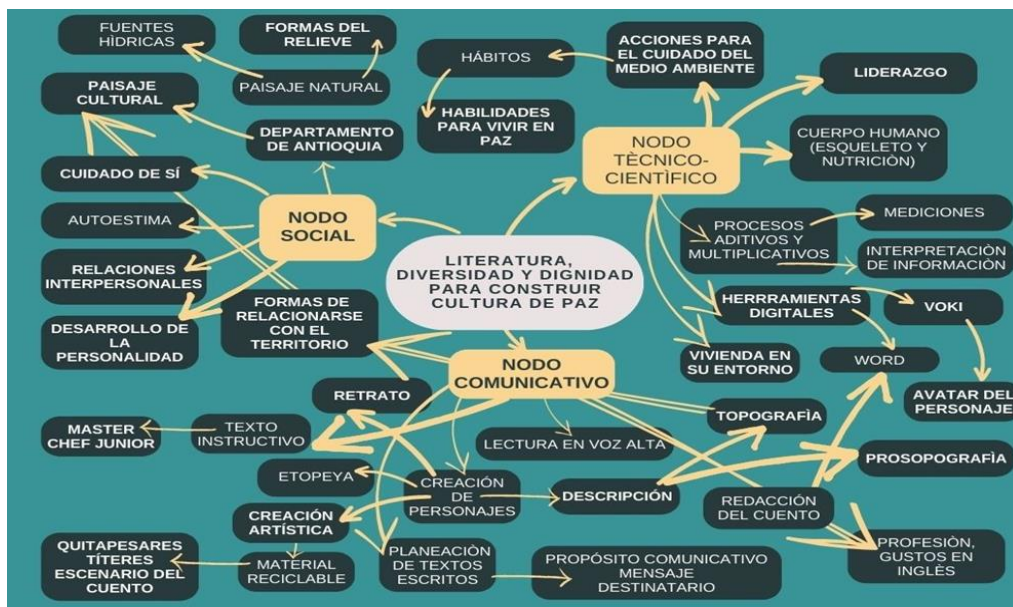 FUENTES
HÌDRICAS
FORMAS DEL
RELIEVE
PAISAJE NATURAL
PAISAJE
CULTURAL
DEPARTAMENTO
DE ANTIOQUIA
CUIDADO DE SÍ
AUTOESTIMA
NODO
SOCIAL
RELACIONES
INTERPERSONALES
DESARROLLO DE
LA
PERSONALIDAD
FORMAS DE
RELACIONARSE
CON EL
TERRITORIO
HÁBITOS
ACCIONES PARA
EL CUIDADO DEL
MEDIO AMBIENTE
HABILIDADES
PARA VIVIR EN
PAZ
LIDERAZGO
NODO
TÈCNICO-
CIENTÌFICO
CUERPO HUMANO
(ESQUELETO Y
NUTRICIÒN)
PROCESOS
ADITIVOS Y
MULTIPLICATIVOS
MEDICIONES
INTERPRETACIÒN
DE INFORMACIÒN
HERRRAMIENTAS
DIGITALES
VOKI
WORD
AVATAR DEL
PERSONAJE
VIVIENDA EN
SU ENTORNO
LITERATURA,
DIVERSIDAD Y DIGNIDAD
PARA CONSTRUIR
CULTURA DE PAZ
NODO
COMUNICATIVO
RETRATO
TEXTO
INSTRUCTIVO
MASTER
CHEF JUNIOR
ETOPEYA
CREACIÓN
DE
PERSONAJES
LECTURA EN VOZ ALTA
TOPOGRAFÌA
PROSOPOGRAFÌA
DESCRIPCIÓN
REDACCIÓN
DEL CUENTO
CREACIÓN
ARTÍSTICA
QUITAPESARES
TÍTERES
ESCENARIO DEL
CUENTO
MATERIAL
RECICLABLE
PLANEACIÒN
DE TEXTOS
ESCRITOS
PROPÓSITO COMUNICATIVO
MENSAJE
DESTINATARIO
PROFESIÒN,
GUSTOS EN
INGLÈS